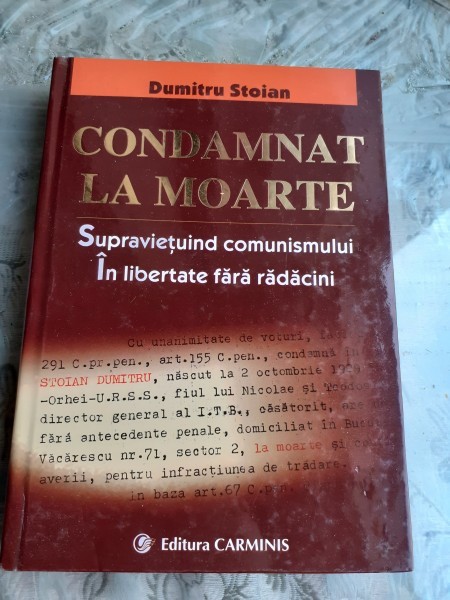 Dumitru Stoian
CONDAMNAT
LA MOARTE
Supraviețuind comunismului
În libertate fără rădăcini
Cu unanimitate de voturi,
291 C.pr.pen., art.155 C.pen., condamnă
STOIAN DUMITRU, născut la 2 octombrie
-Orhei-U.R.S.S., fiul lui Nicolae și
director general al I.T.B., căsătorit,
fără antecedente penale, domiciliat în
Văcărescu nr.71, sector 2, la moarte și
averii, pentru infracțiunea de trădare.
în baza art.67 C.pen.
Editura CARMINIS